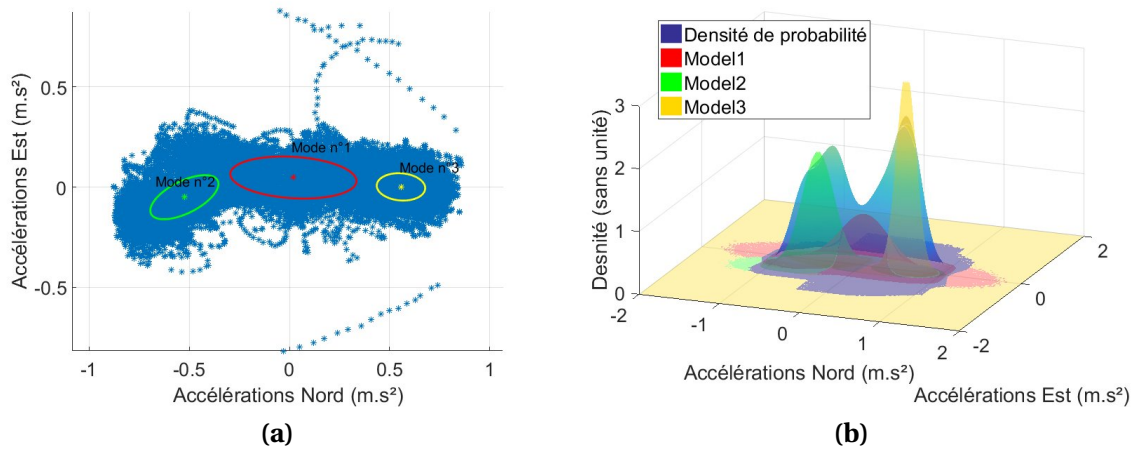 Accélérations Est (m.s²)
0.5
0
-0.5
-1
-0.5
0
0.5
1
Accélérations Nord (m.s²)
Mode n°1
Mode n°2
Mode n°3
(a)
Densité de probabilité
Model1
Model2
Model3
Desnité (sans unité)
3
2
1
0
-2
-1
0
1
2
-2
0
2
Accélérations Nord (m.s²)
Accélérations Est (m.s²)
(b)